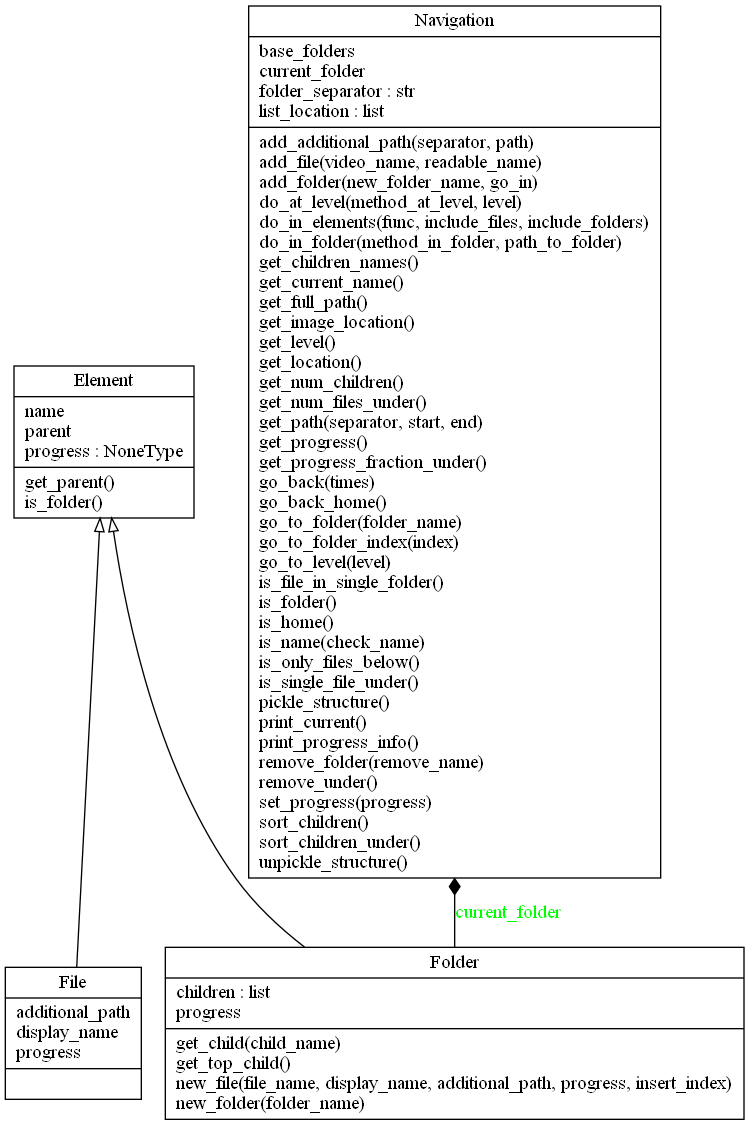 Navigation
base_folders
current_folder
folder_separator : str
list_location : list
add_additional_path(separator, path)
add_file(video_name, readable_name)
add_folder(new_folder_name, go_in)
do_at_level(method_at_level, level)
do_in_elements(func, include_files, include_folders)
do_in_folder(method_in_folder, path_to_folder)
get_children_names()
get_current_name()
get_full_path()
get_image_location()
get_level()
get_location()
get_num_children()
get_num_files_under()
get_path(separator, start, end)
get_progress()
get_progress_fraction_under()
go_back(times)
go_back_home()
go_to_folder(folder_name)
go_to_folder_index(index)
go_to_level(level)
is_file_in_single_folder()
is_folder()
is_home()
is_name(check_name)
is_only_files_below()
is_single_file_under()
pickle_structure()
print_current()
print_progress_info()
remove_folder(remove_name)
remove_under()
set_progress(progress)
sort_children()
sort_children_under()
unpickle_structure()
Element
name
parent
progress : NoneType
get_parent()
is_folder()
current_folder
File
additional_path
display_name
progress
Folder
children : list
progress
get_child(child_name)
get_top_child()
new_file(file_name, display_name, additional_path, progress, insert_index)
new_folder(folder_name)